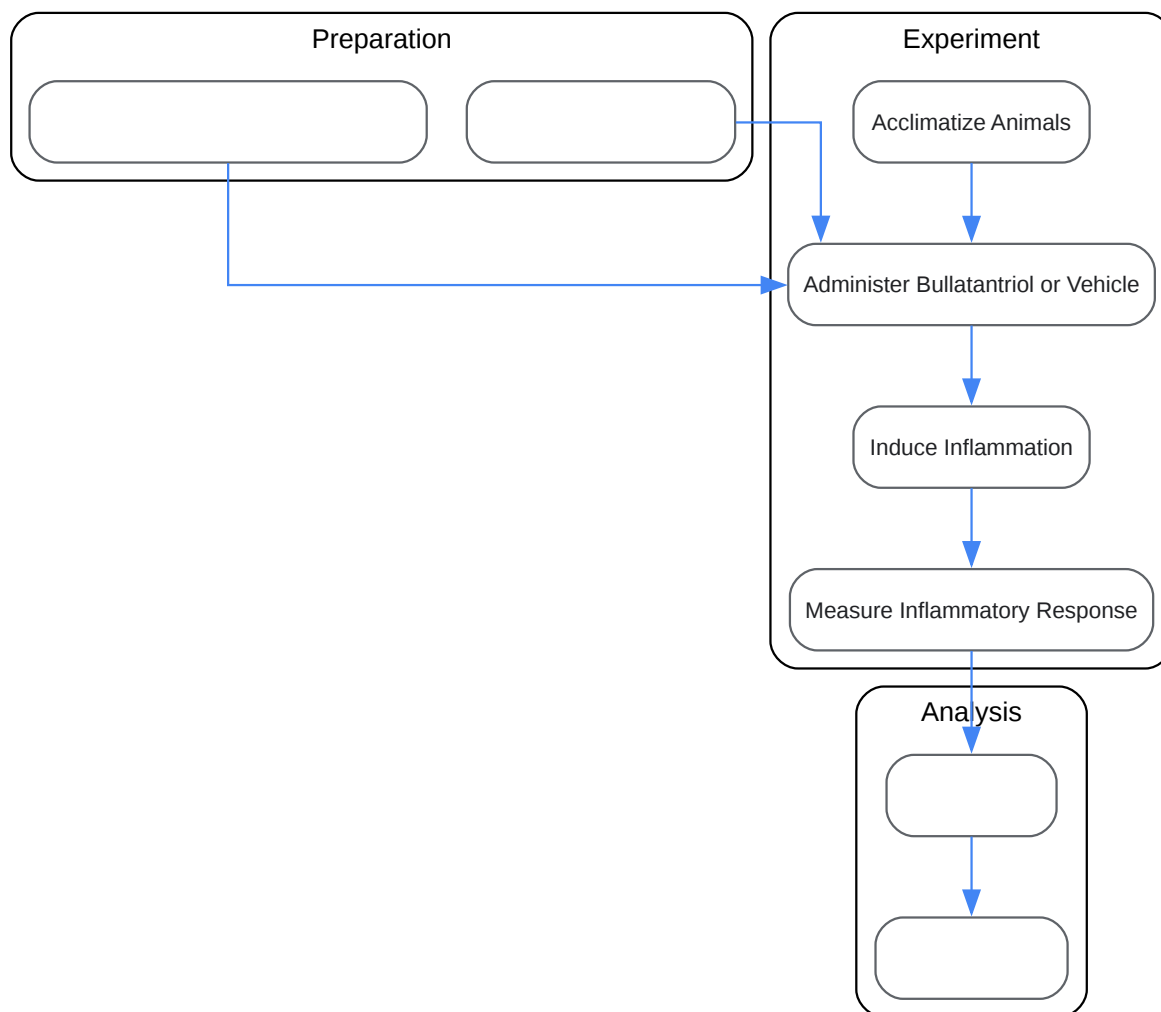 Preparation
Experiment
Acclimatize Animals
Administer Bullatantriol or Vehicle
Induce Inflammation
Measure Inflammatory Response
Analysis